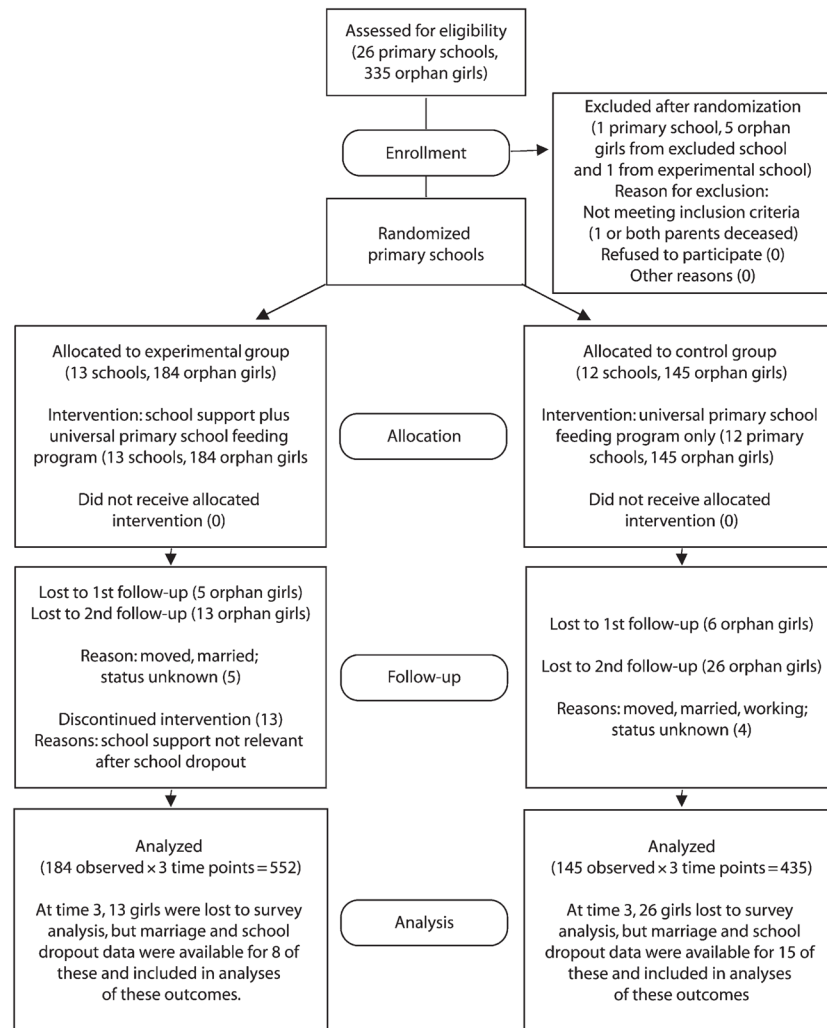 Assessed for eligibility
(26 primary schools,
335 orphan girls)
Enrollment
Excluded after randomization
(1 primary school, 5 orphan
girls from excluded school
and 1 from experimental school)
Reason for exclusion:
Not meeting inclusion criteria
(1 or both parents deceased)
Refused to participate (0)
Other reasons (0)
Randomized
primary schools
Allocated to experimental group
(13 schools, 184 orphan girls)
Intervention: school support plus
universal primary school feeding
program (13 schools, 184 orphan girls
Did not receive allocated
intervention (0)
Allocation
Allocated to control group
(12 schools, 145 orphan girls)
Intervention: universal primary school
feeding program only (12 primary
schools, 145 orphan girls)
Did not receive allocated
intervention (0)
Lost to 1st follow-up (5 orphan girls)
Lost to 2nd follow-up (13 orphan girls)
Reason: moved, married;
status unknown (5)
Discontinued intervention (13)
Reasons: school support not relevant
after school dropout
Follow-up
Lost to 1st follow-up (6 orphan girls)
Lost to 2nd follow-up (26 orphan girls)
Reasons: moved, married, working;
status unknown (4)
Analyzed
(184 observed × 3 time points = 552)
At time 3, 13 girls were lost to survey
analysis, but marriage and school
dropout data were available for 8 of
these and included in analyses
of these outcomes.
Analysis
Analyzed
(145 observed × 3 time points = 435)
At time 3, 26 girls lost to survey
analysis, but marriage and school
dropout data were available for 15 of
these and included in analyses
of these outcomes